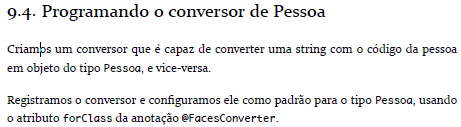 9.4. Programando o conversor de Pessoa
Criamos um conversor que é capaz de converter uma string com o código da pessoa
em objeto do tipo Pessoa, e vice-versa.
Registramos o conversor e configuramos ele como padrão para o tipo Pessoa, usando
o atributo forClass da anotação @FacesConverter.